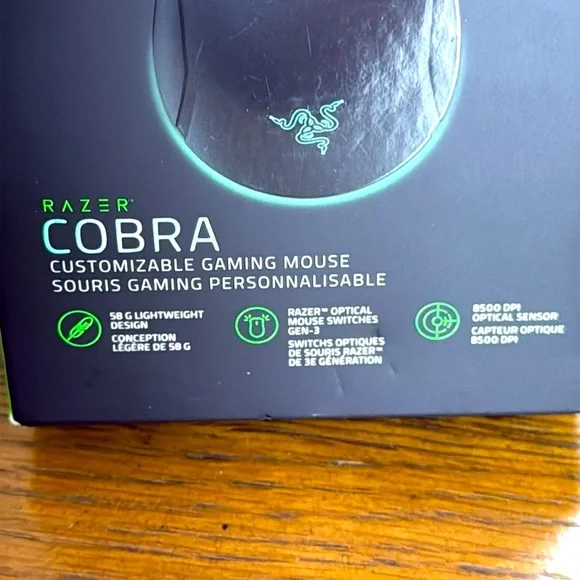 RAZER™
COBRA
CUSTOMIZABLE GAMING MOUSE
SOURIS GAMING PERSONNALISABLE
58 G LIGHTWEIGHT
DESIGN
CONCEPTION
LÉGÈRE DE 58 G
RAZER™ OPTICAL
MOUSE SWITCHES
GEN-3
SWITCHS OPTIQUES
DE SOURIS RAZER™
DE 3E GÉNÉRATION
8500 DPI
OPTICAL SENSOR
CAPTEUR OPTIQUE
8500 DPI